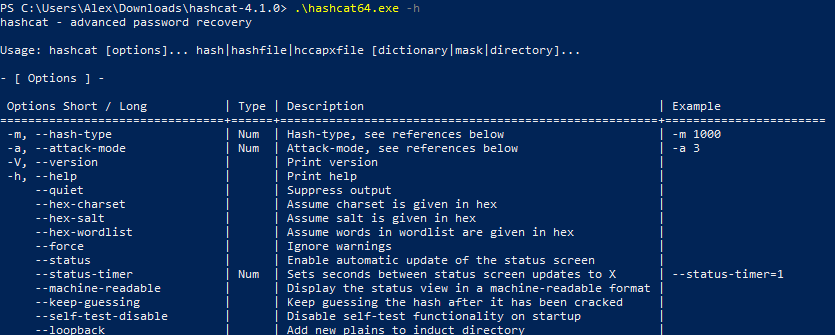 PS C:\Users\Alex\Downloads\hashcat-4.1.0> .\hashcat64.exe -h
hashcat - advanced password recovery
Usage: hashcat [options]... hash|hashfile|hccapxfile [dictionary|mask|directory]...
- [ Options ] -
 Options Short / Long           | Type | Description                                          | Example
================================+======+======================================================+=======================
 -m, --hash-type                | Num  | Hash-type, see references below                      | -m 1000
 -a, --attack-mode              | Num  | Attack-mode, see references below                    | -a 3
 -V, --version                  |      | Print version                                        |
 -h, --help                     |      | Print help                                           |
     --quiet                    |      | Suppress output                                      |
     --hex-charset              |      | Assume charset is given in hex                       |
     --hex-salt                 |      | Assume salt is given in hex                          |
     --hex-wordlist             |      | Assume words in wordlist are given in hex            |
     --force                    |      | Ignore warnings                                      |
     --status                   |      | Enable automatic update of the status screen         |
     --status-timer             | Num  | Sets seconds between status screen updates to X      | --status-timer=1
     --machine-readable         |      | Display the status view in a machine-readable format |
     --keep-guessing            |      | Keep guessing the hash after it has been cracked     |
     --self-test-disable        |      | Disable self-test functionality on startup           |
     --loopback                 |      | Add new plains to induct directory                   |